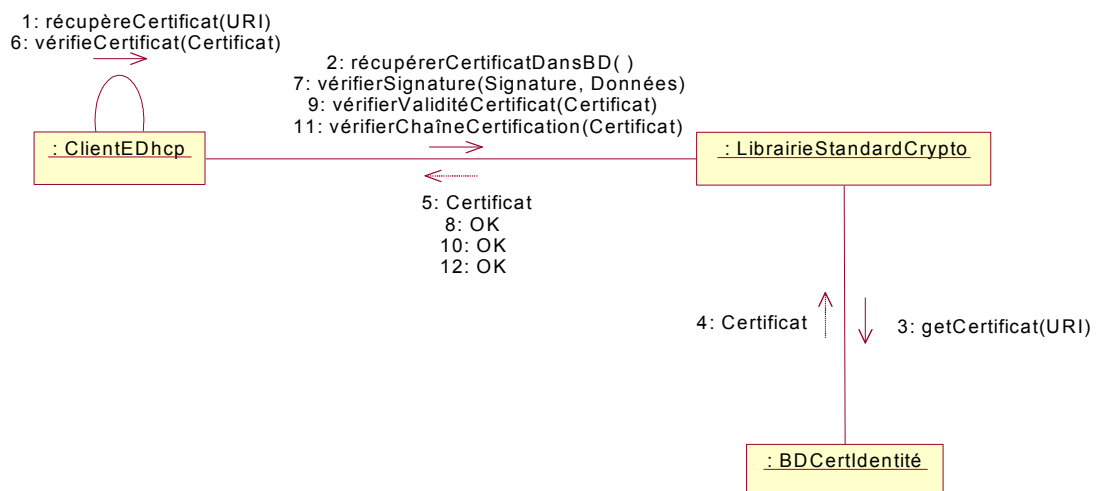 1: récupèreCertificat(URI)
6: vérifieCertificat(Certificat)
2: récupérerCertificatDansBD( )
7: vérifierSignature(Signature, Données)
9: vérifierValiditéCertificat(Certificat)
11: vérifierChaîneCertification(Certificat)
: ClientEDhcp
: LibrairieStandardCrypto
5: Certificat
8: OK
10: OK
12: OK
4: Certificat
3: getCertificat(URI)
: BDCertIdentité